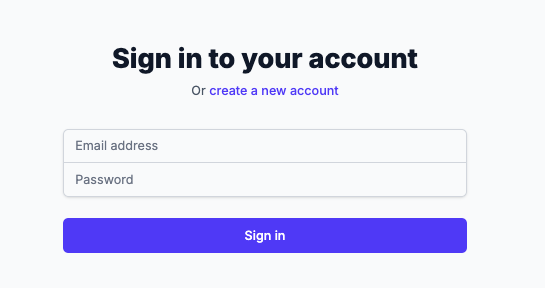 Sign in to your account
Or create a new account
Email address
Password
Sign in